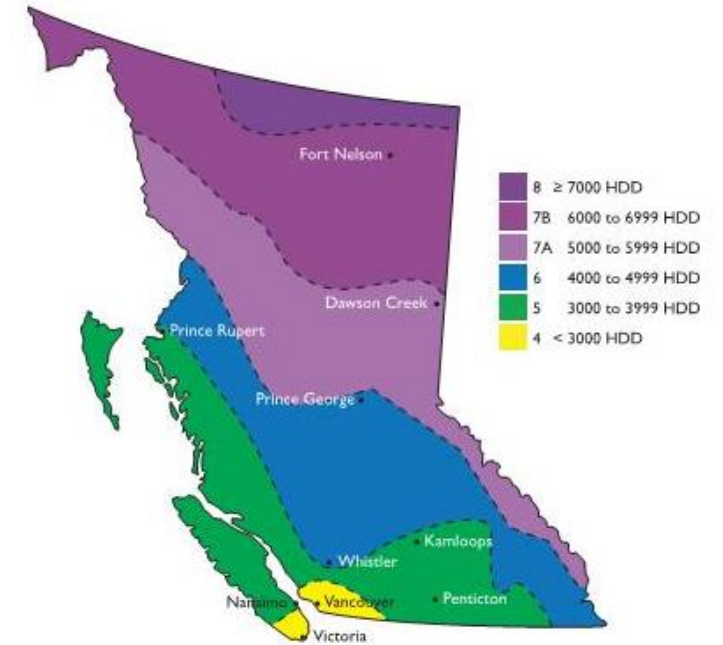 Fort Nelson
8 ≥ 7000 HDD
7B 6000 to 6999 HDD
7A 5000 to 5999 HDD
6 4000 to 4999 HDD
5 3000 to 3999 HDD
4 < 3000 HDD
Dawson Creek
Prince Rupert
Prince George
Kamloops
Whistler
Penticton
Nanaimo
Vancouver
Victoria